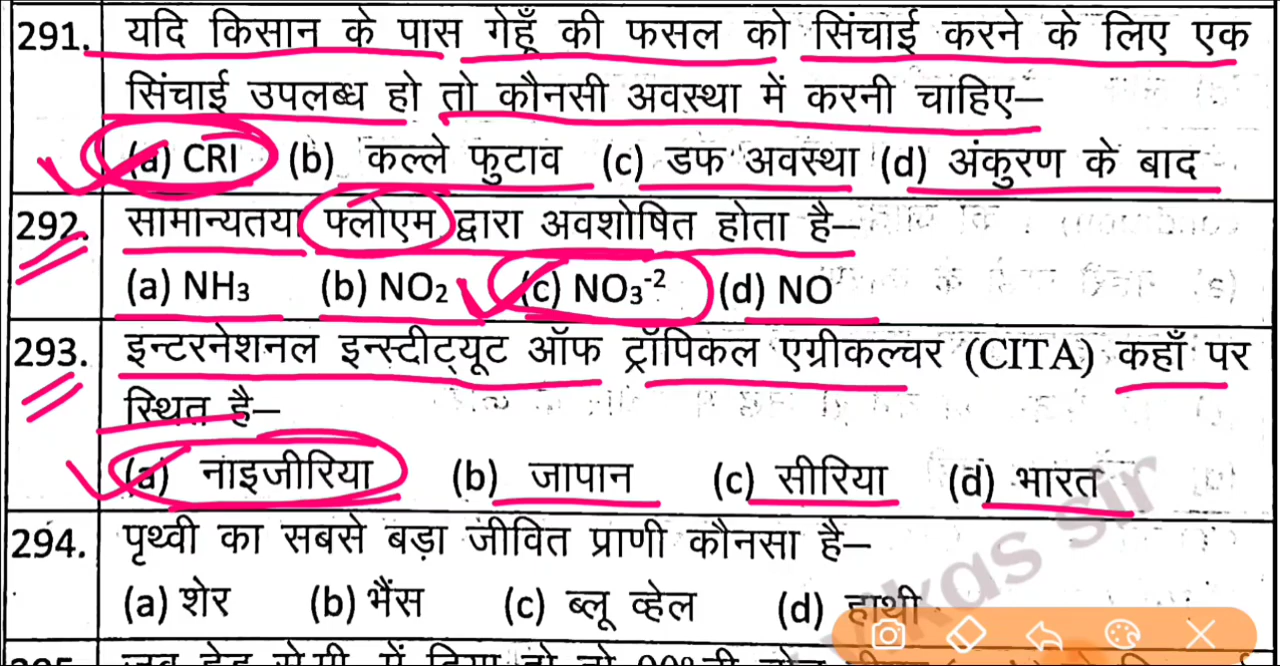 291. यदि किसान के पास गेहूँ की फसल को सिंचाई करने के लिए एक
सिंचाई उपलब्ध हो तो कौनसी अवस्था में करनी चाहिए–
(a) CRI (b) कल्ले फुटाव (c) डफ अवस्था (d) अंकुरण के बाद
292. सामान्यतया फ्लोएम द्वारा अवशोषित होता है–
(a) NH₃ (b) NO₂ (c) NO₃⁻² (d) NO
293. इन्टरनेशनल इन्स्टीट्यूट ऑफ ट्रॉपिकल एग्रीकल्चर (CITA) कहाँ पर
स्थित है–
(a) नाइजीरिया (b) जापान (c) सीरिया (d) भारत
294. पृथ्वी का सबसे बड़ा जीवित प्राणी कौनसा है–
(a) शेर (b) भैंस (c) ब्लू व्हेल (d) हाथी
kas sir